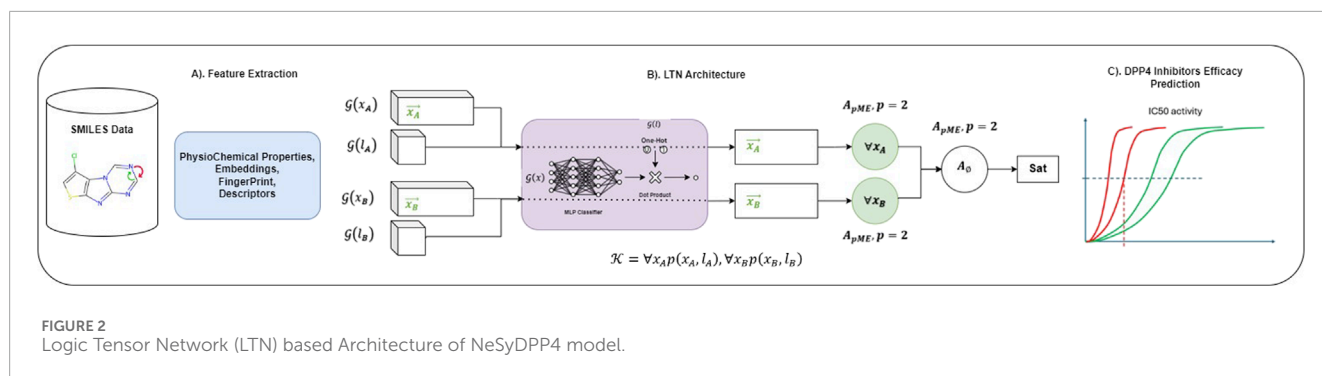 A). Feature Extraction
B). LTN Architecture
C). DPP4 Inhibitors Efficacy
Prediction
SMILES Data
Cl
N
N
N
N
S
PhysioChemical Properties,
Embeddings,
FingerPrint,
Descriptors
𝒢(x_A)
x_A
𝒢(l_A)
𝒢(x_B)
x_B
𝒢(l_B)
𝒢(l)
One-Hot
0 1
𝒢(x)
Dot Product
MLP Classifier
x_A
x_B
A_pME, p = 2
∀x_A
∀x_B
A_pME, p = 2
A_pME, p = 2
A_∅
Sat
IC50 activity
𝒦 = ∀x_A p(x_A, l_A), ∀x_B p(x_B, l_B)
FIGURE 2
Logic Tensor Network (LTN) based Architecture of NeSyDPP4 model.